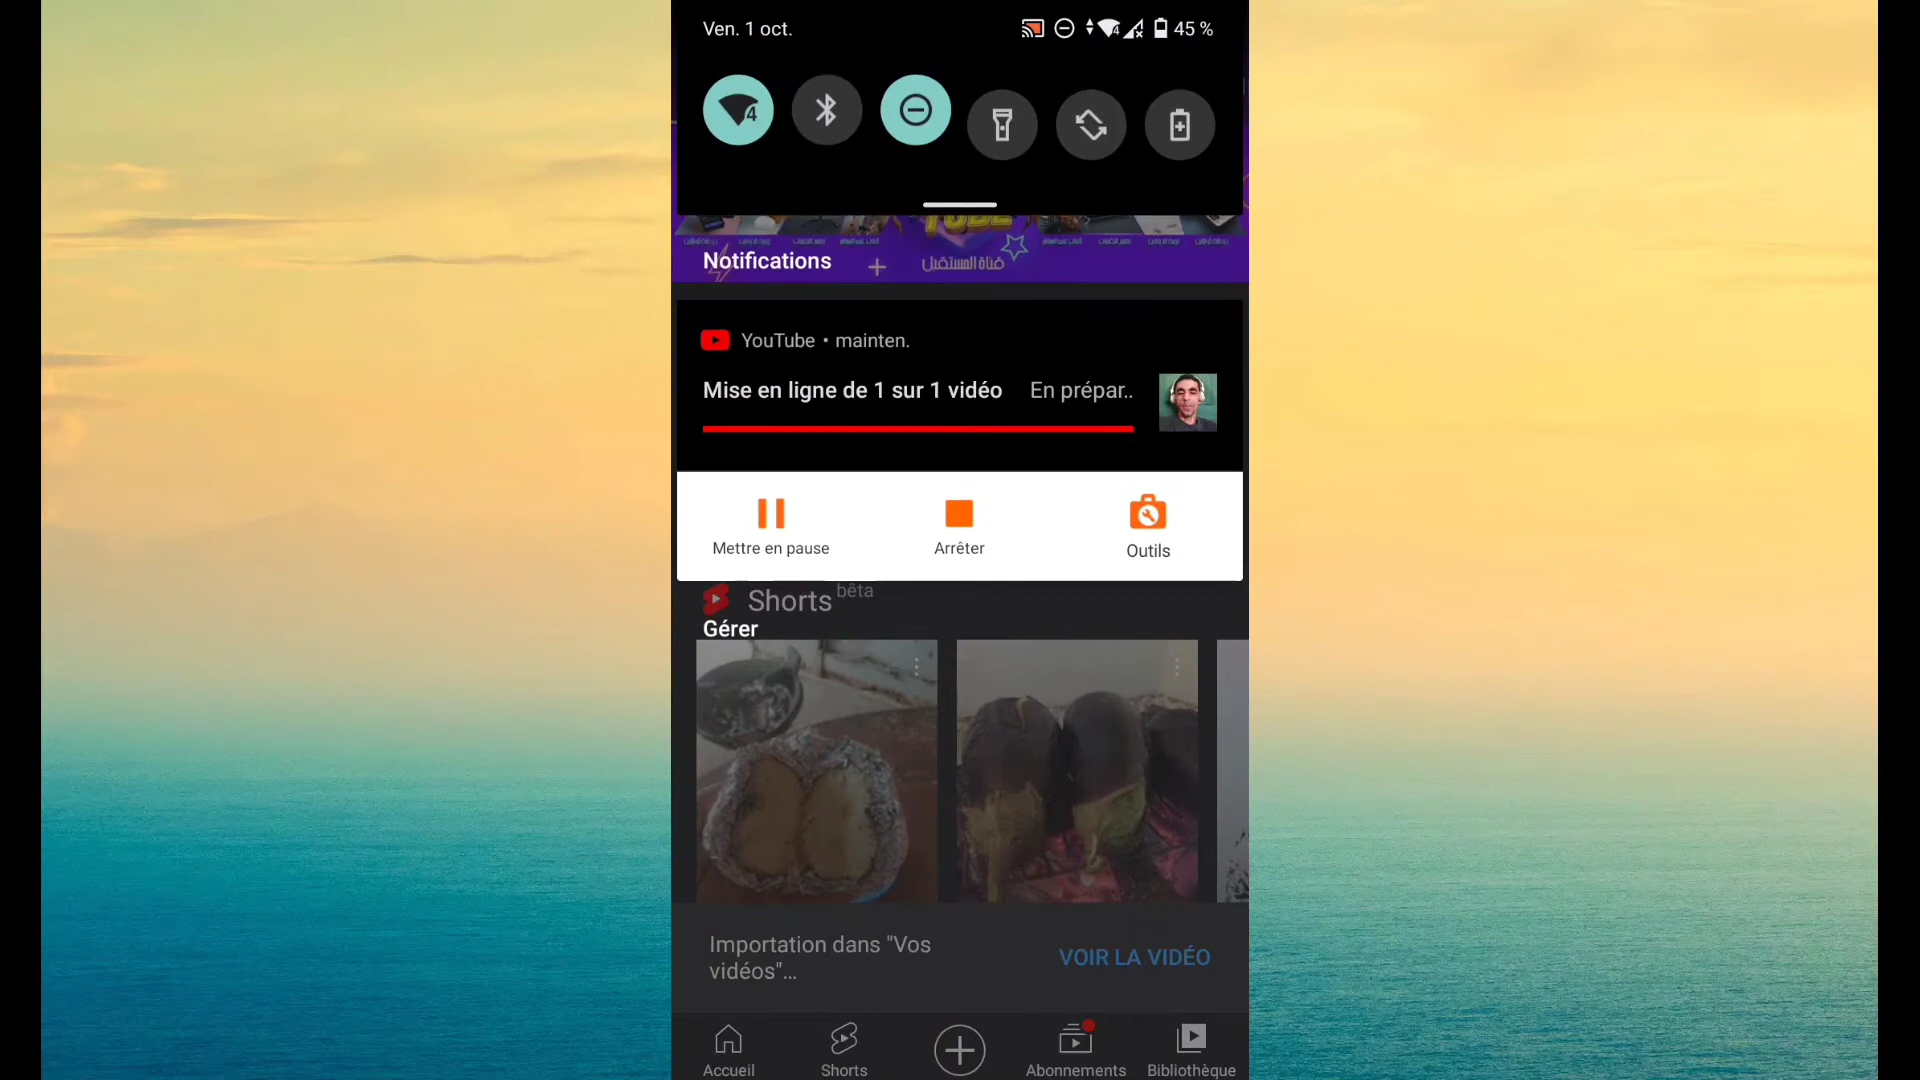 Ven. 1 oct.
45 %
4
TUBE
قناة المستقبل
Notifications
YouTube • mainten.
Mise en ligne de 1 sur 1 vidéo En prépar..
Mettre en pause
Arrêter
Outils
Shorts bêta
Gérer
Importation dans "Vos
vidéos"...
VOIR LA VIDÉO
Accueil
Shorts
Abonnements
Bibliothèque